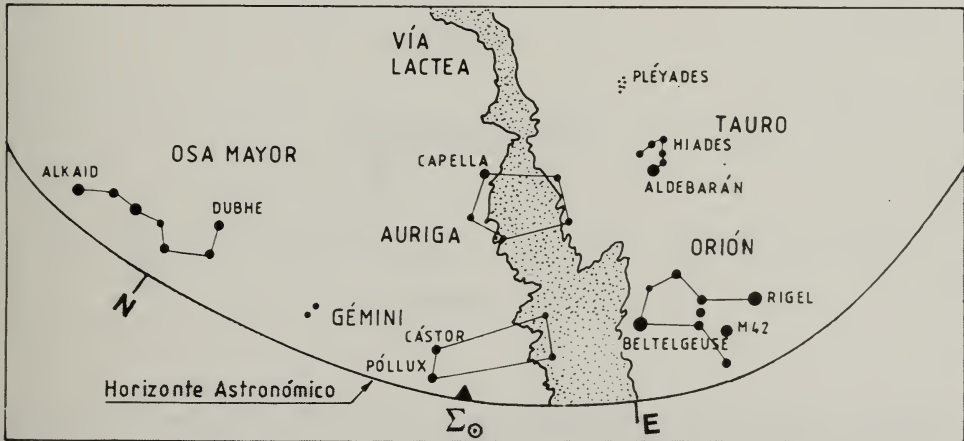 VÍA
LACTEA
PLÉYADES
TAURO
HIADES
ALDEBARÁN
OSA MAYOR
ALKAID
DUBHE
CAPELLA
AURIGA
ORIÓN
RIGEL
M42
BELTELGEUSE
GÉMINI
CÁSTOR
PÓLLUX
Horizonte Astronómico
N
Σ☉
E